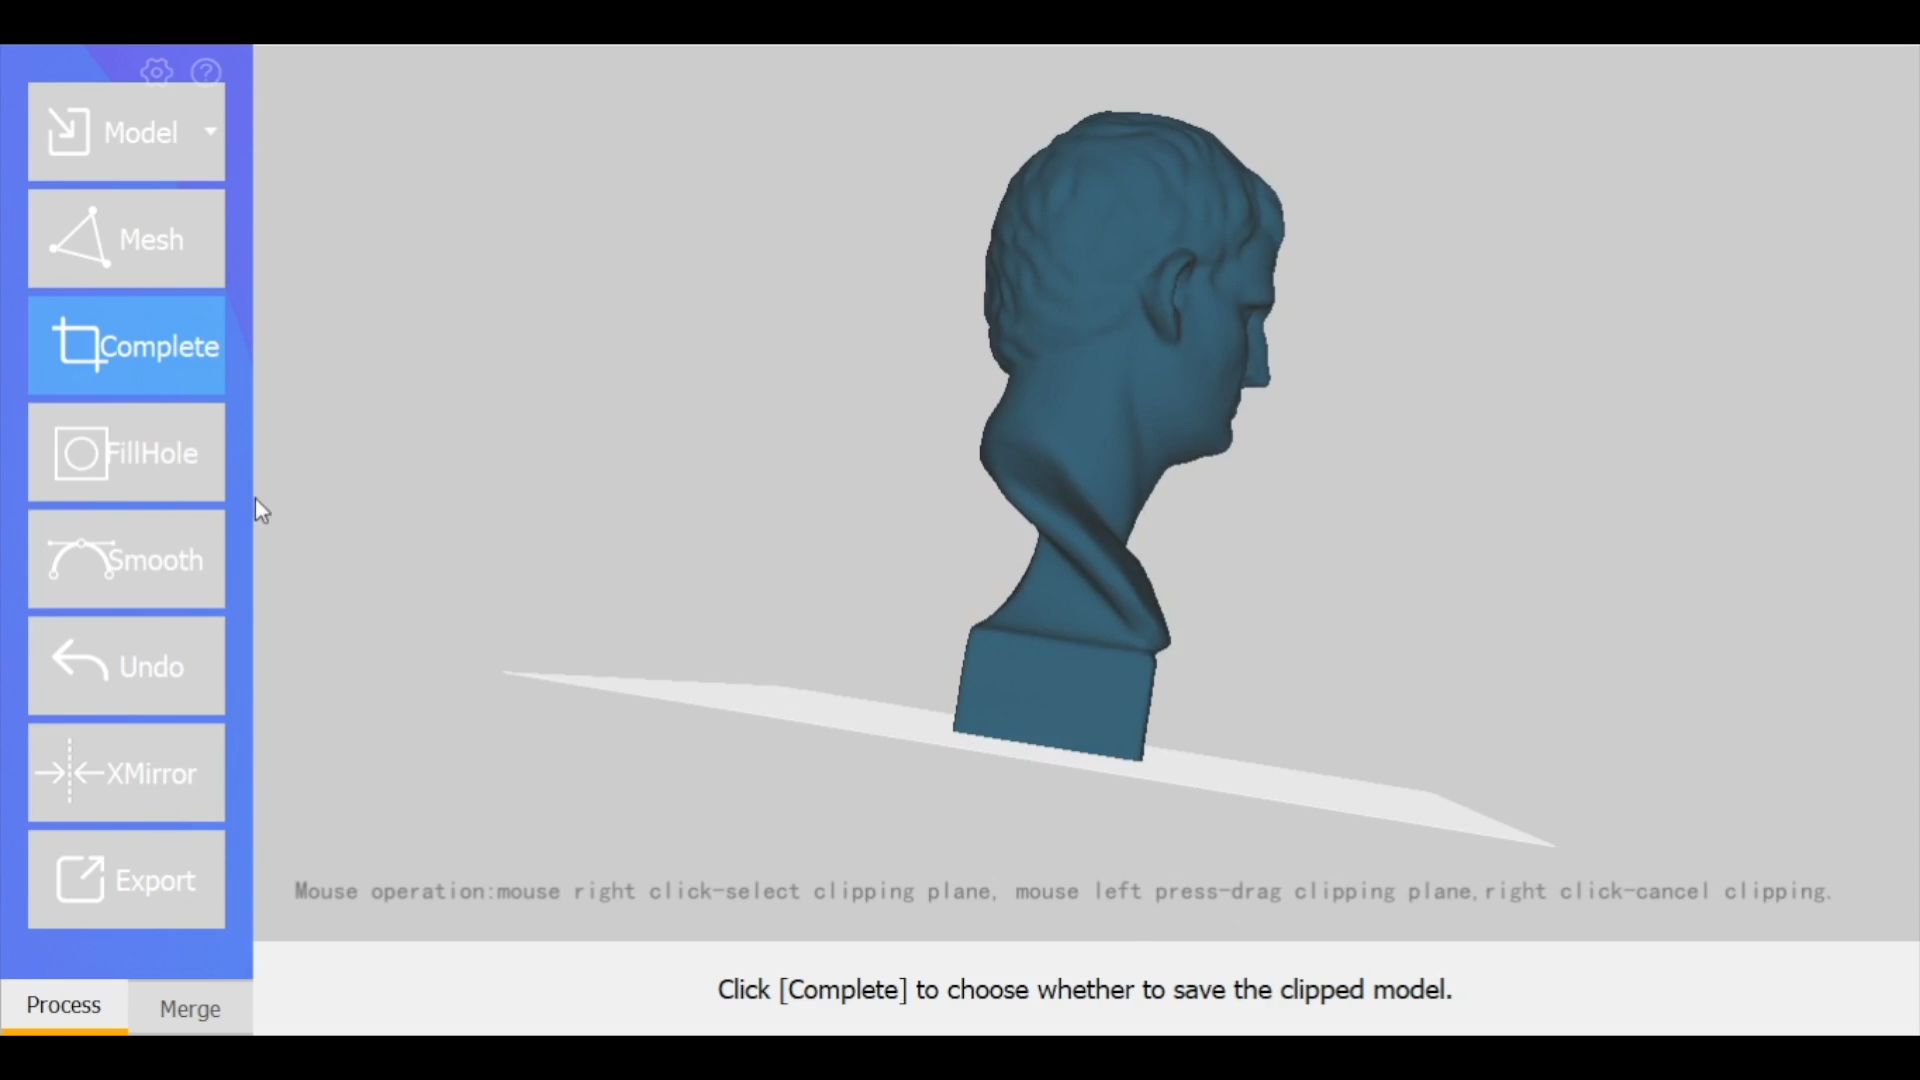 Model
Mesh
Complete
FillHole
Smooth
Undo
XMirror
Export
Process
Merge
Mouse operation:mouse right click-select clipping plane, mouse left press-drag clipping plane,right click-cancel clipping.
Click [Complete] to choose whether to save the clipped model.